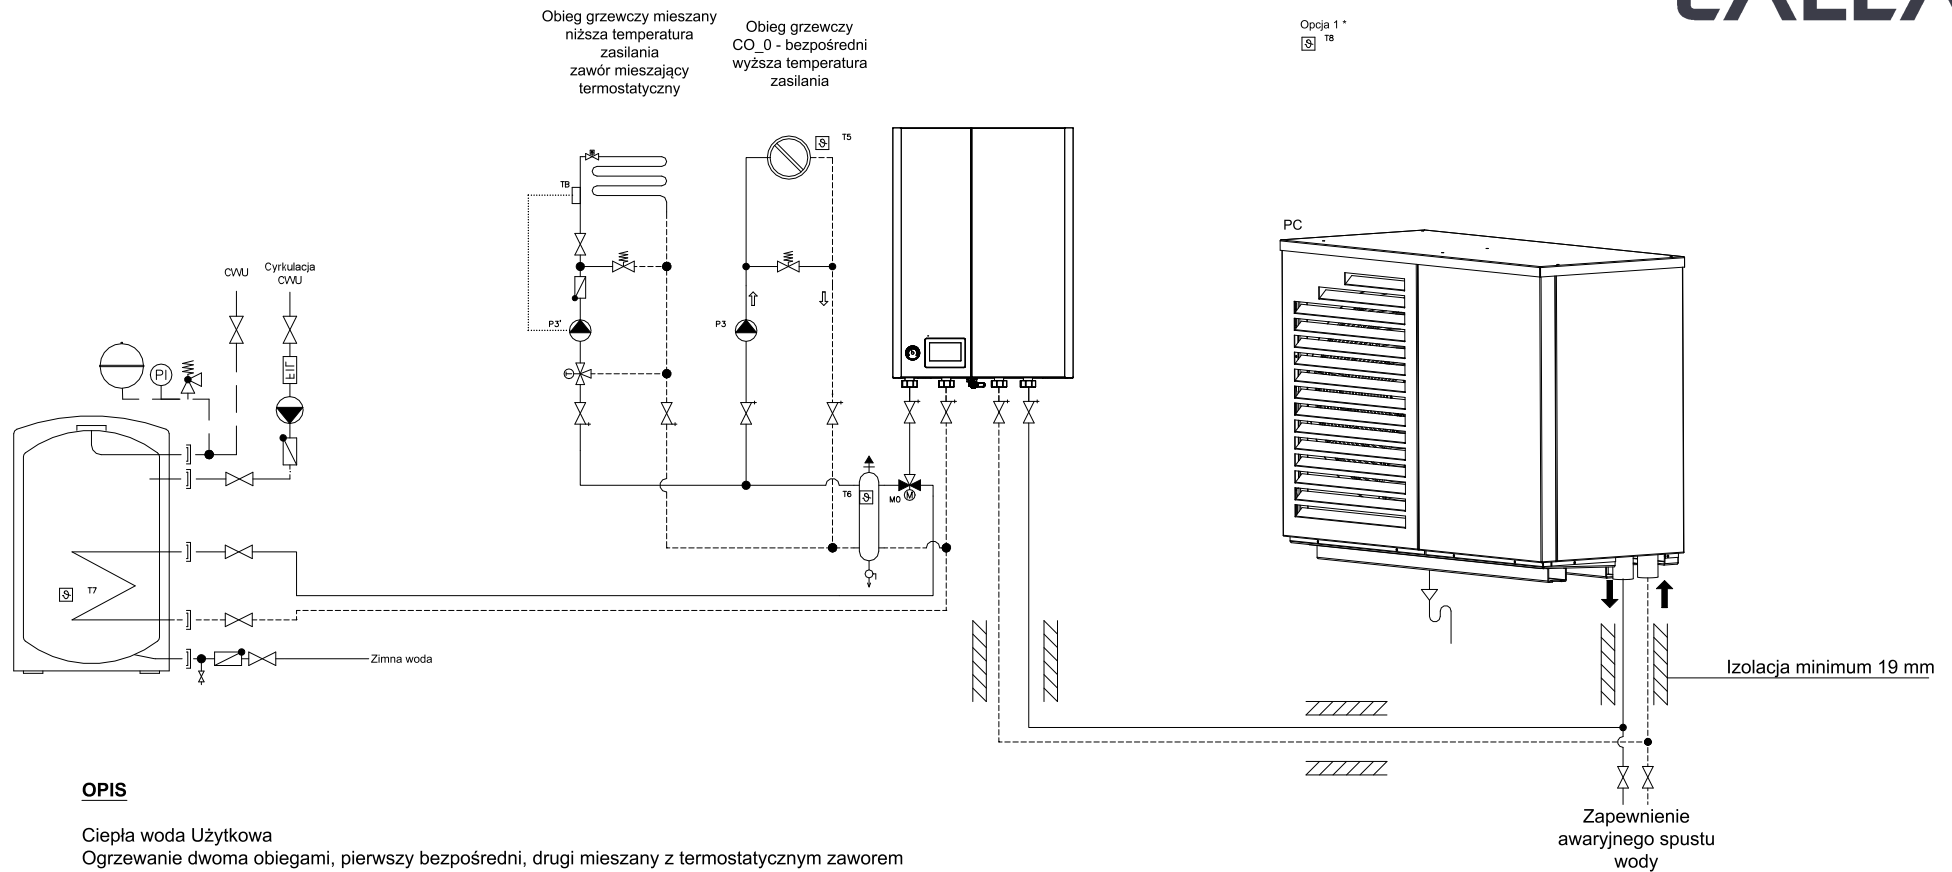 Obieg grzewczy mieszany
niższa temperatura
zasilania
zawór mieszający
termostatyczny
Obieg grzewczy
CO_0 - bezpośredni
wyższa temperatura
zasilania
Opcja 1 *
T8
T5
TB
PC
CWU
Cyrkulacja
CWU
P3'
P3
PI
T6
M0
M
T7
Zimna woda
Izolacja minimum 19 mm
OPIS
Zapewnienie
awaryjnego spustu
wody
Ciepła woda Użytkowa
Ogrzewanie dwoma obiegami, pierwszy bezpośredni, drugi mieszany z termostatycznym zaworem